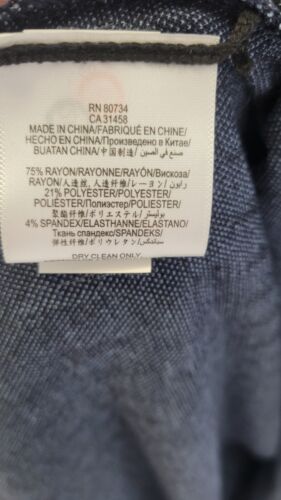 RN 80734
CA 31458
MADE IN CHINA/FABRIQUÉ EN CHINE/
HECHO EN CHINA/Произведено в Китае/
BUATAN CHINA/中国制造/ صنع في الصين
75% RAYON/RAYONNE/RAYÓN/Вискоза/
RAYON/人造丝, 人造纤维/レーヨン/ رايون
21% POLYESTER/POLYESTER/
POLIÉSTER/Полиэстер/POLIESTER/
聚酯纤维/ポリエステル/ بوليستر
4% SPANDEX/ELASTHANNE/ELASTANO/
Ткань спандекс/SPANDEKS/
弹性纤维/ポリウレタン/ سباندكس
DRY CLEAN ONLY.